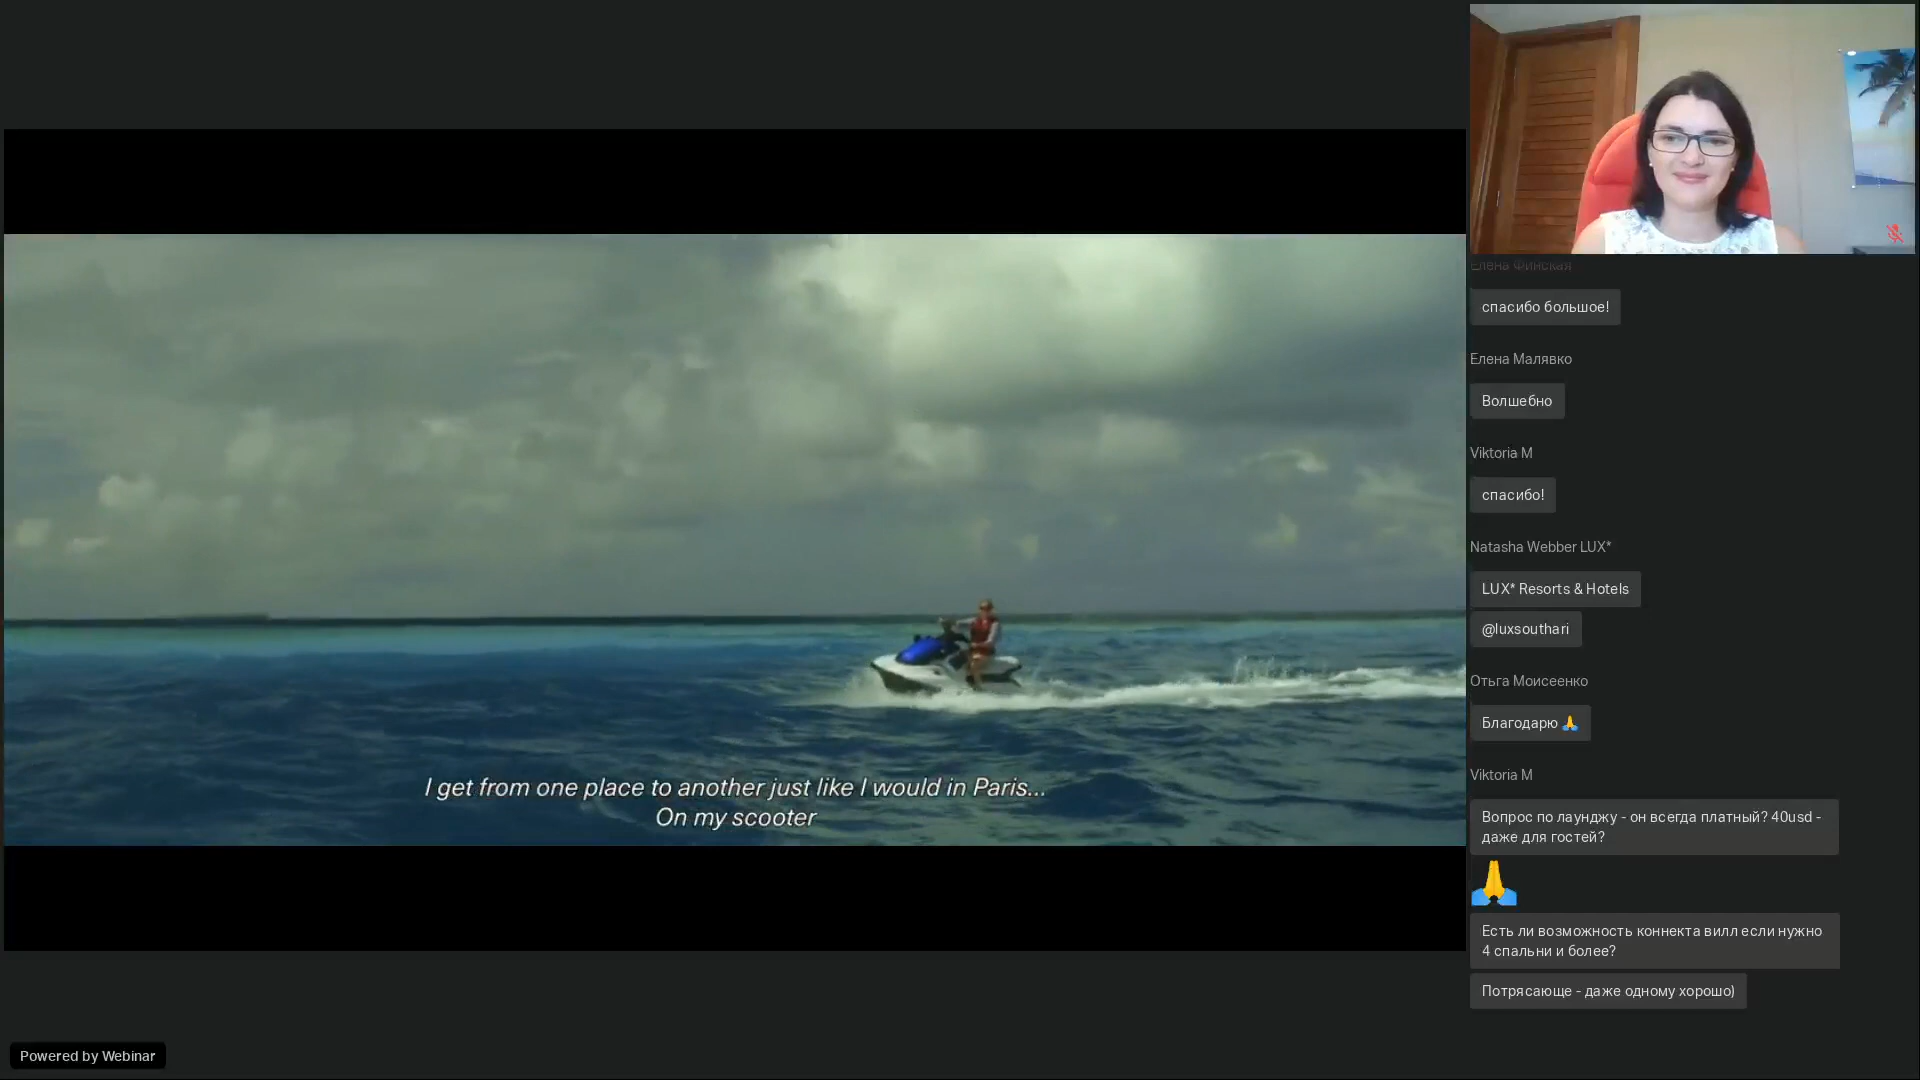 I get from one place to another just like I would in Paris...
On my scooter
Powered by Webinar
Елена Финская
спасибо большое!
Елена Малявко
Волшебно
Viktoria M
спасибо!
Natasha Webber LUX*
LUX* Resorts & Hotels
@luxsouthari
Отьга Моисеенко
Благодарю 🙏
Viktoria M
Вопрос по лаунджу - он всегда платный? 40usd -
даже для гостей?
🙏
Есть ли возможность коннекта вилл если нужно
4 спальни и более?
Потрясающе - даже одному хорошо)